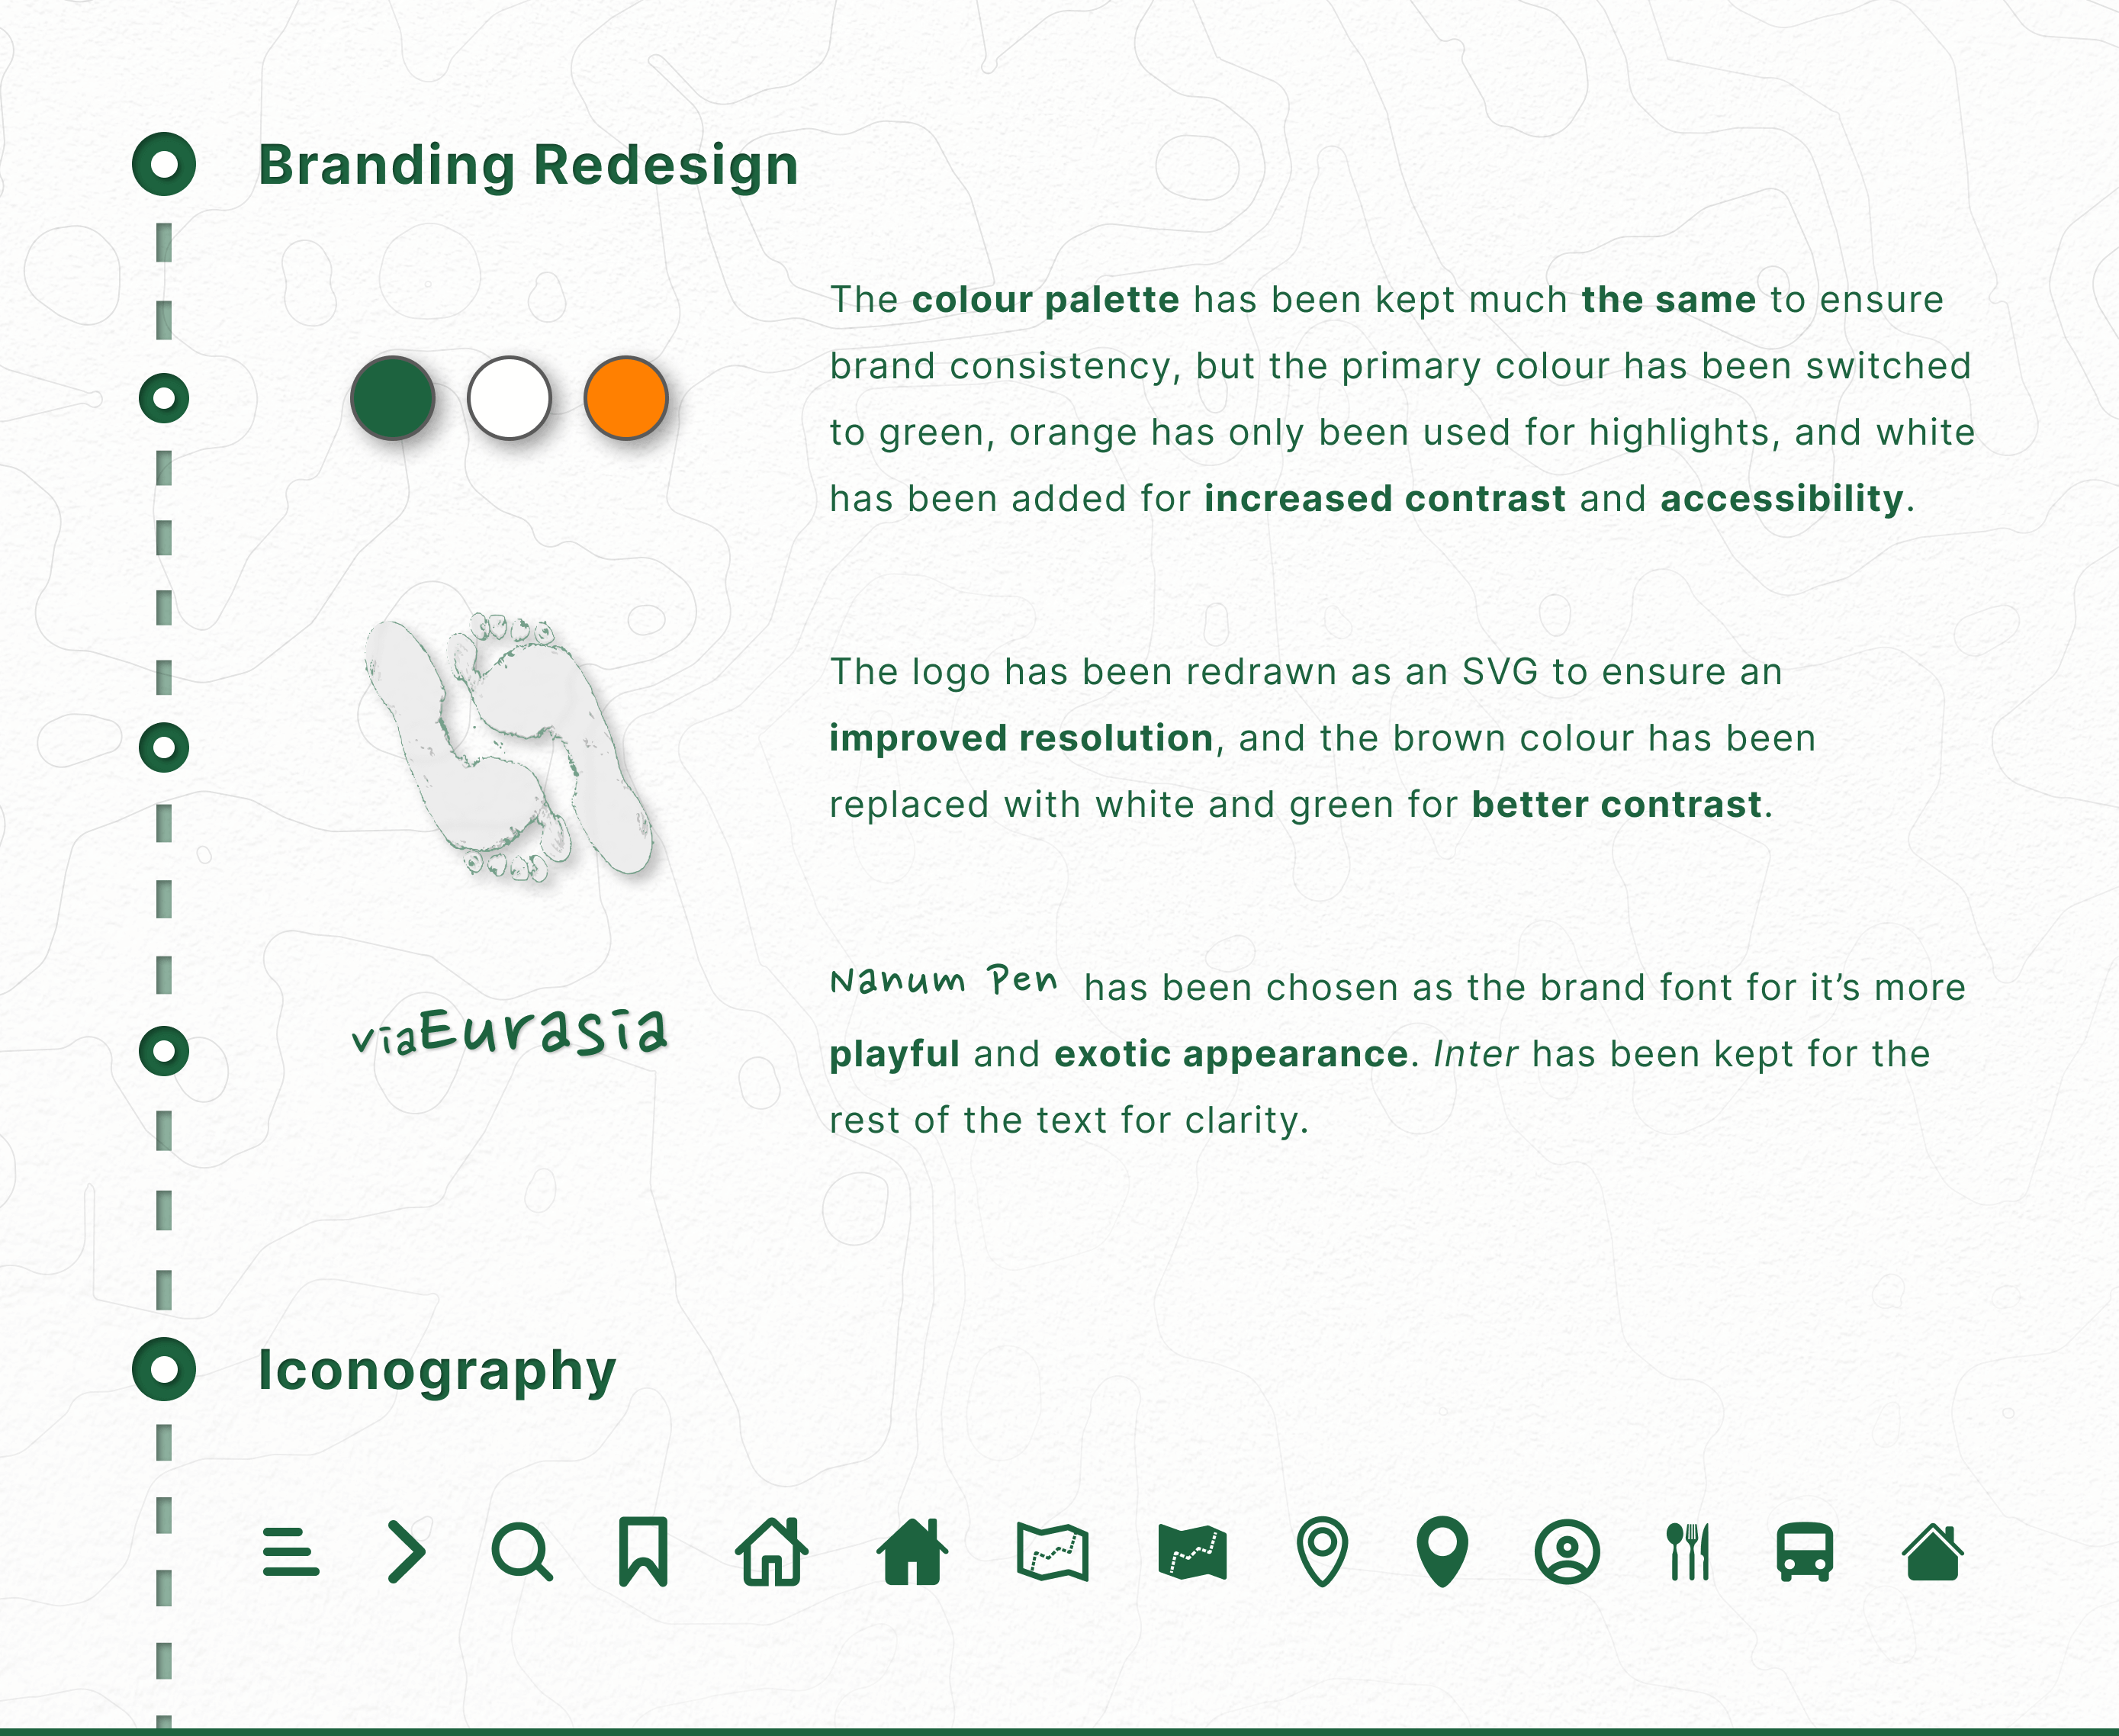 Branding Redesign
The colour palette has been kept much the same to ensure
brand consistency, but the primary colour has been switched
to green, orange has only been used for highlights, and white
has been added for increased contrast and accessibility.
The logo has been redrawn as an SVG to ensure an
improved resolution, and the brown colour has been
replaced with white and green for better contrast.
viaEurasia
Nanum Pen has been chosen as the brand font for it’s more
playful and exotic appearance. Inter has been kept for the
rest of the text for clarity.
Iconography